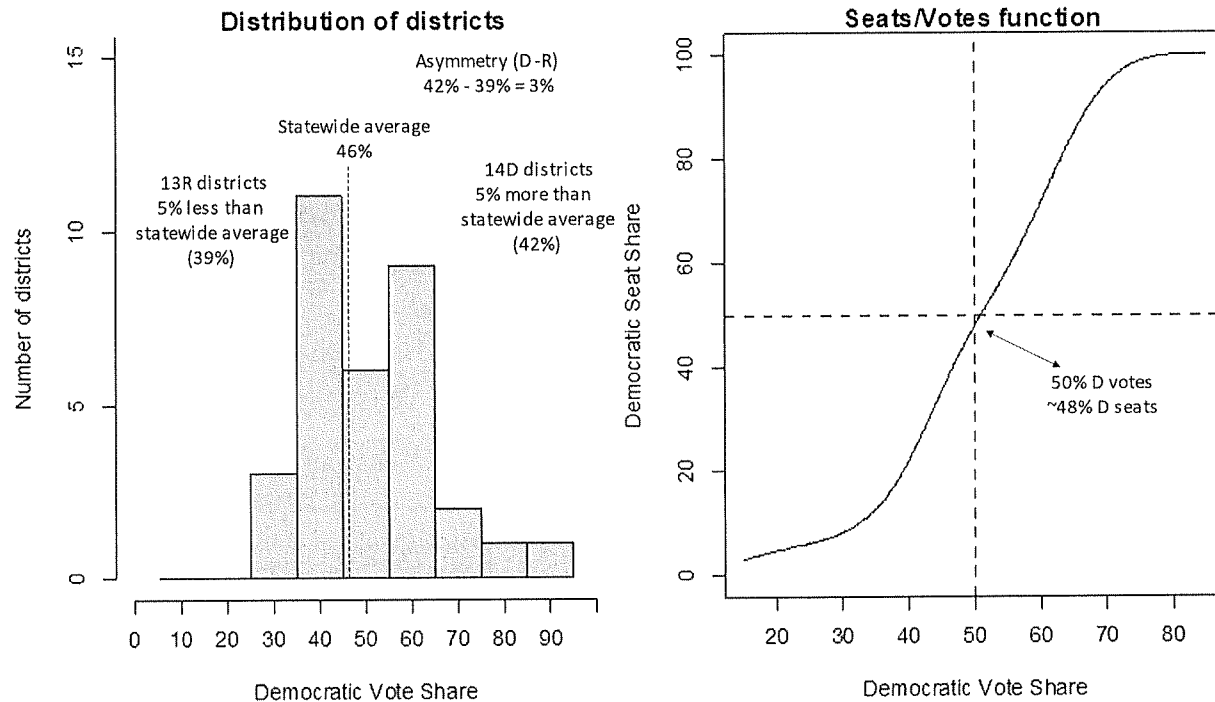 Distribution of districts
15
10
5
0
Number of districts
Asymmetry (D-R)
42% - 39% = 3%
Statewide average
46%
13R districts
5% less than
statewide average
(39%)
14D districts
5% more than
statewide average
(42%)
0 10 20 30 40 50 60 70 80 90
Democratic Vote Share
Seats/Votes function
100
80
60
40
20
0
Democratic Seat Share
50% D votes
~48% D seats
20 30 40 50 60 70 80
Democratic Vote Share